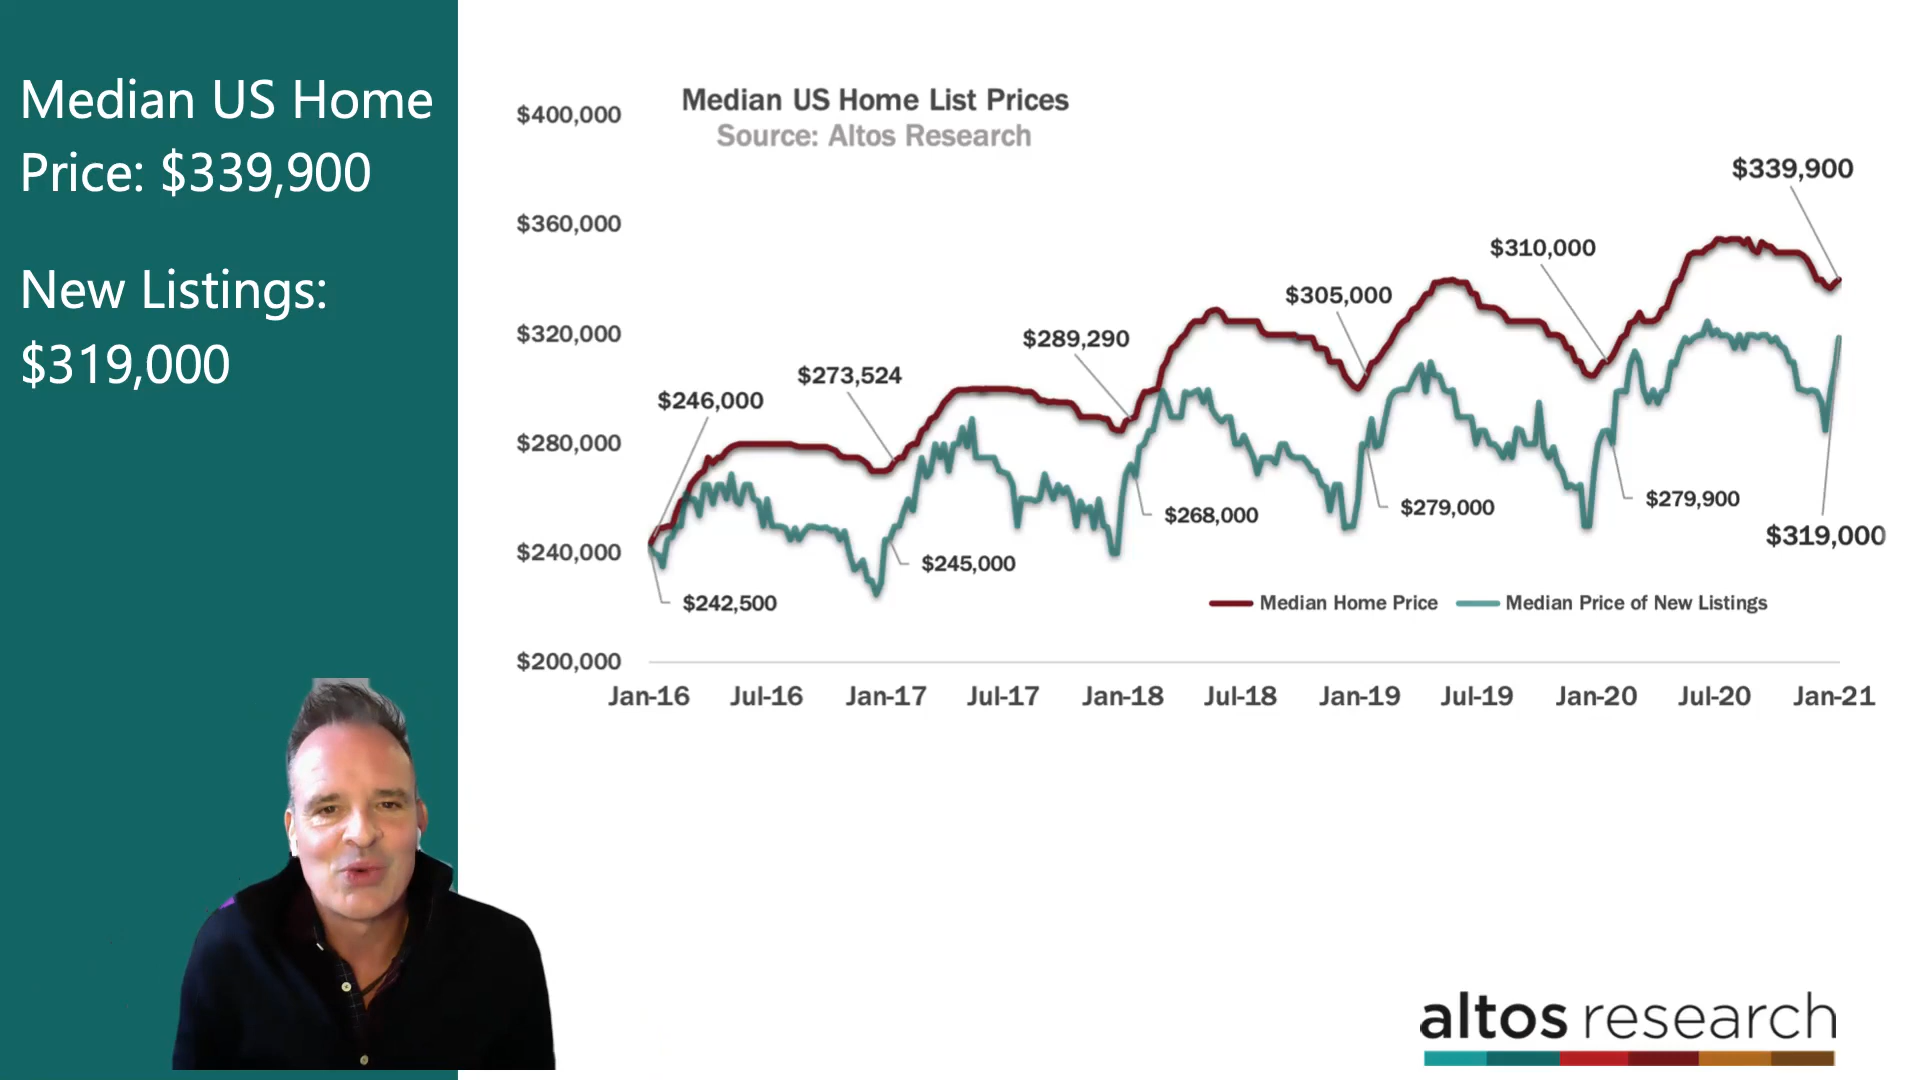 Median US Home
Price: $339,900
New Listings:
$319,000
Median US Home List Prices
Source: Altos Research
$400,000
$360,000
$320,000
$280,000
$240,000
$200,000
$246,000
$273,524
$289,290
$305,000
$310,000
$339,900
$242,500
$245,000
$268,000
$279,000
$279,900
$319,000
Median Home Price
Median Price of New Listings
Jan-16 Jul-16 Jan-17 Jul-17 Jan-18 Jul-18 Jan-19 Jul-19 Jan-20 Jul-20 Jan-21
altos research